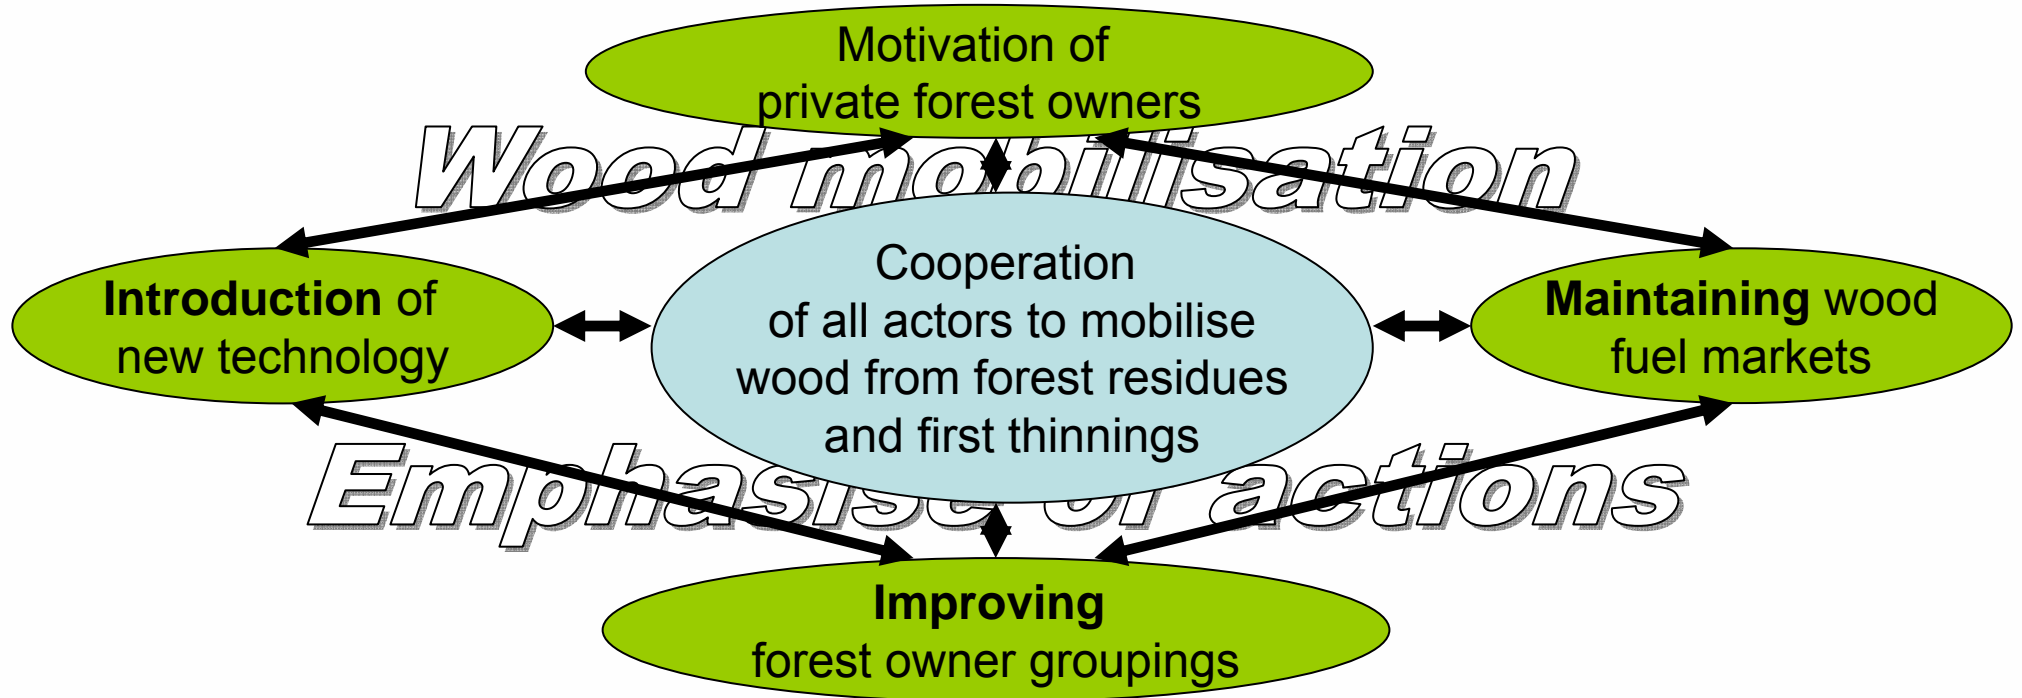 Motivation of
private forest owners
Wood mobilisation
Introduction of
new technology
Cooperation
of all actors to mobilise
wood from forest residues
and first thinnings
Maintaining wood
fuel markets
Emphasise of actions
Improving
forest owner groupings